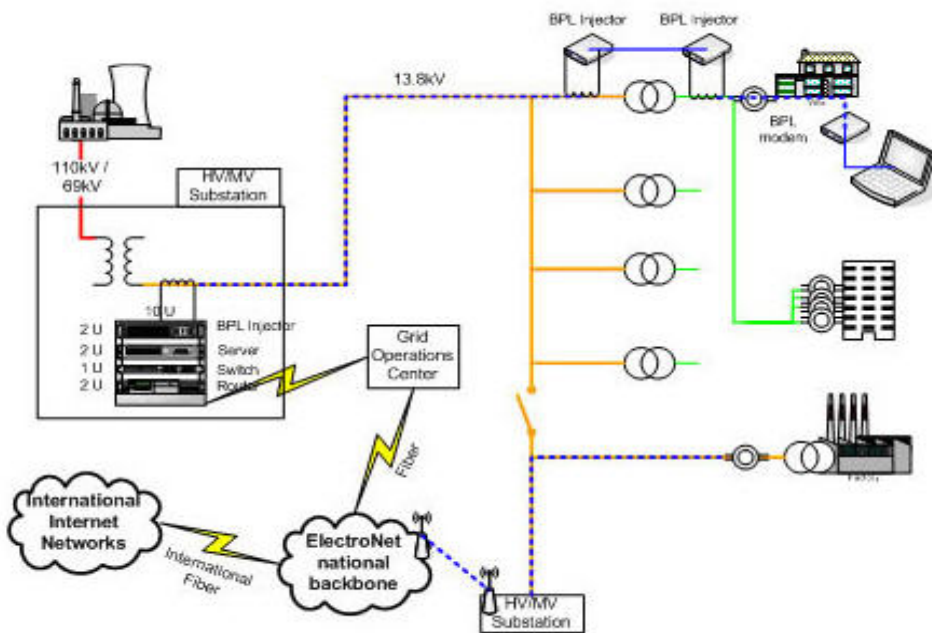 BPL Injector
BPL Injector
13.8kV
BPL
modem
110kV /
69kV
HV/MV
Substation
10 U
2 U
BPL Injector
2 U
Server
1 U
Switch
2 U
Router
Grid
Operations
Center
Fiber
International
Internet
Networks
International
Fiber
ElectroNet
national
backbone
HV/MV
Substation
Factory